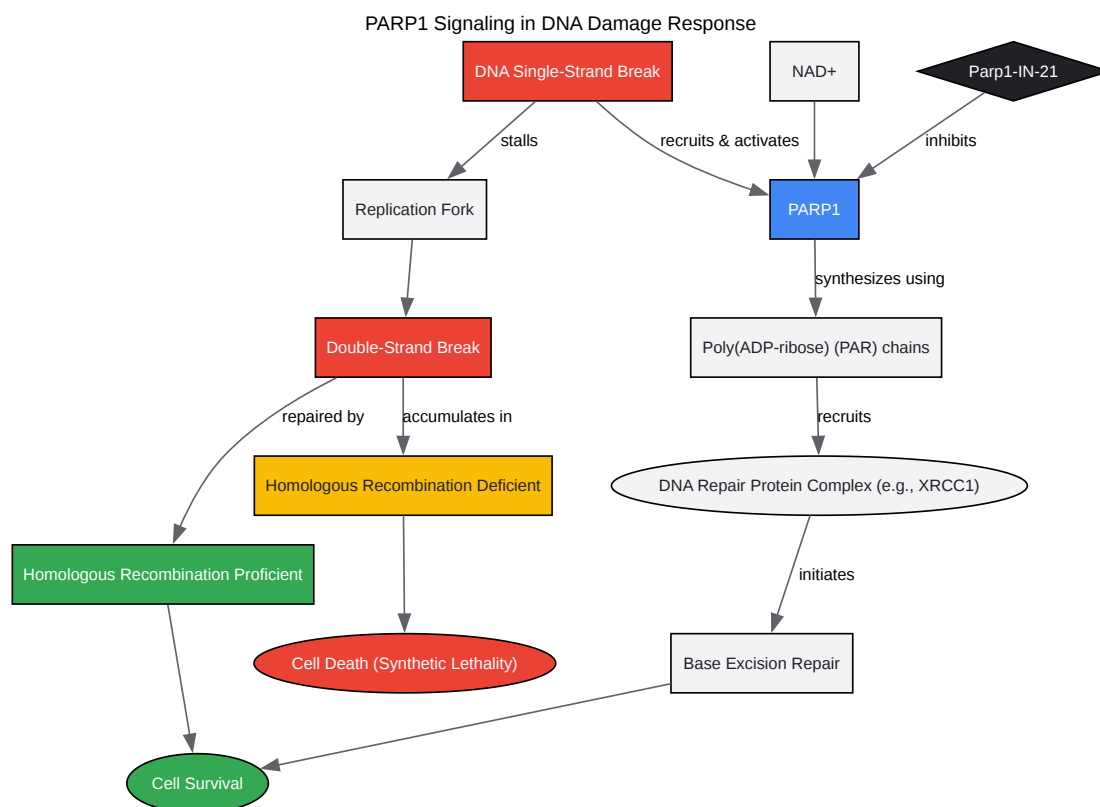 PARP1 Signaling in DNA Damage Response
DNA Single-Strand Break
NAD+
Parp1-IN-21
stalls
recruits & activates
inhibits
Replication Fork
PARP1
synthesizes using
Double-Strand Break
Poly(ADP-ribose) (PAR) chains
repaired by
accumulates in
recruits
Homologous Recombination Deficient
DNA Repair Protein Complex (e.g., XRCC1)
Homologous Recombination Proficient
initiates
Cell Death (Synthetic Lethality)
Base Excision Repair
Cell Survival